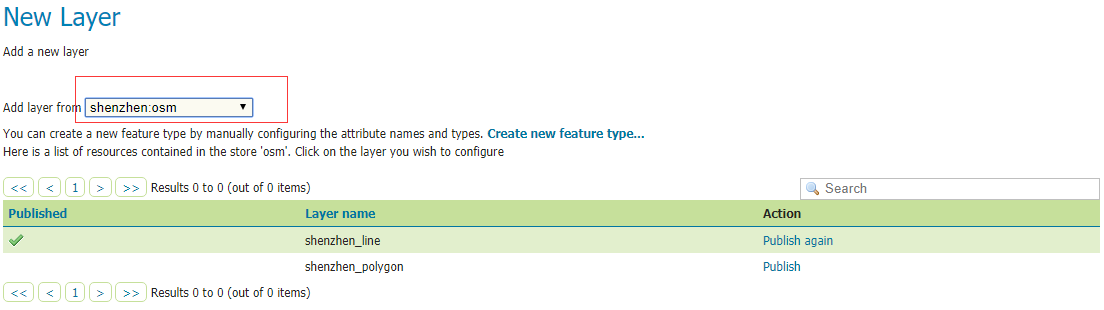 New Layer
Add a new layer
Add layer from shenzhen:osm
You can create a new feature type by manually configuring the attribute names and types. Create new feature type...
Here is a list of resources contained in the store 'osm'. Click on the layer you wish to configure
<< < 1 > >> Results 0 to 0 (out of 0 items) Search
Published Layer name Action
shenzhen_line Publish again
shenzhen_polygon Publish
<< < 1 > >> Results 0 to 0 (out of 0 items)